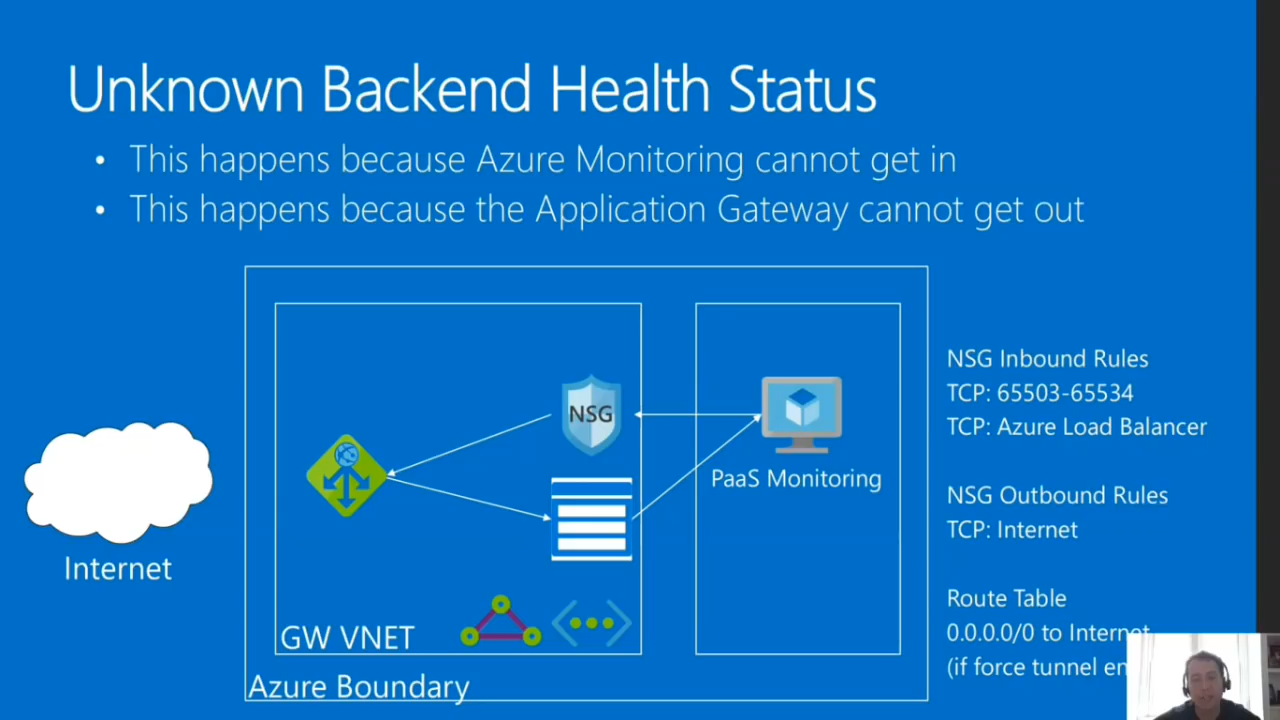 Unknown Backend Health Status
• This happens because Azure Monitoring cannot get in
• This happens because the Application Gateway cannot get out
NSG
PaaS Monitoring
Internet
GW VNET
Azure Boundary
NSG Inbound Rules
TCP: 65503-65534
TCP: Azure Load Balancer
NSG Outbound Rules
TCP: Internet
Route Table
0.0.0.0/0 to Internet
(if force tunnel